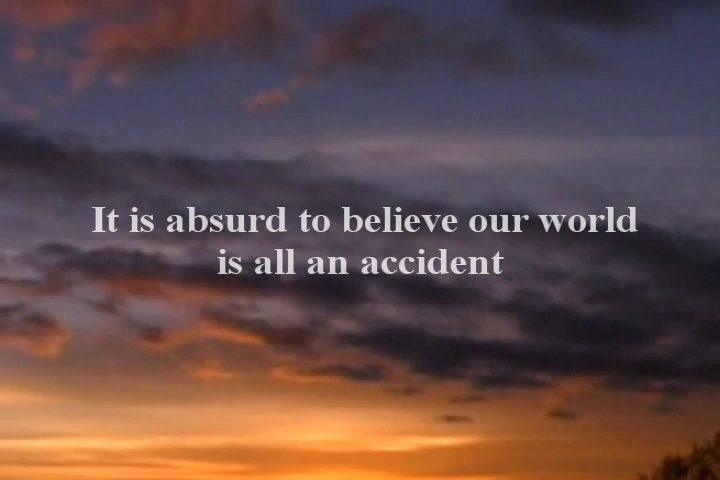 It is absurd to believe our world
is all an accident